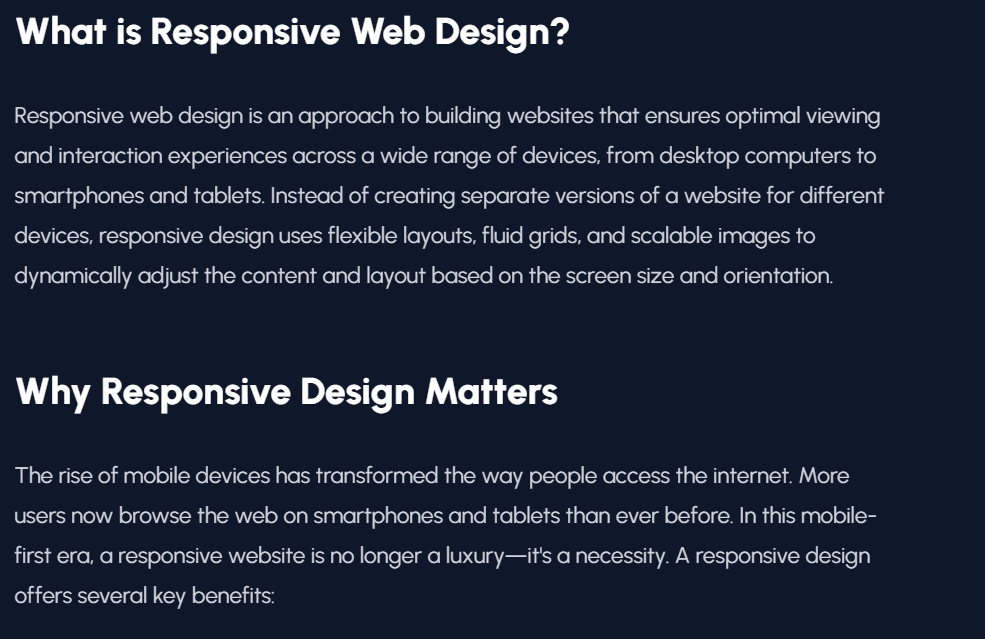 What is Responsive Web Design?
Responsive web design is an approach to building websites that ensures optimal viewing
and interaction experiences across a wide range of devices, from desktop computers to
smartphones and tablets. Instead of creating separate versions of a website for different
devices, responsive design uses flexible layouts, fluid grids, and scalable images to
dynamically adjust the content and layout based on the screen size and orientation.
Why Responsive Design Matters
The rise of mobile devices has transformed the way people access the internet. More
users now browse the web on smartphones and tablets than ever before. In this mobile-
first era, a responsive website is no longer a luxury—it's a necessity. A responsive design
offers several key benefits: